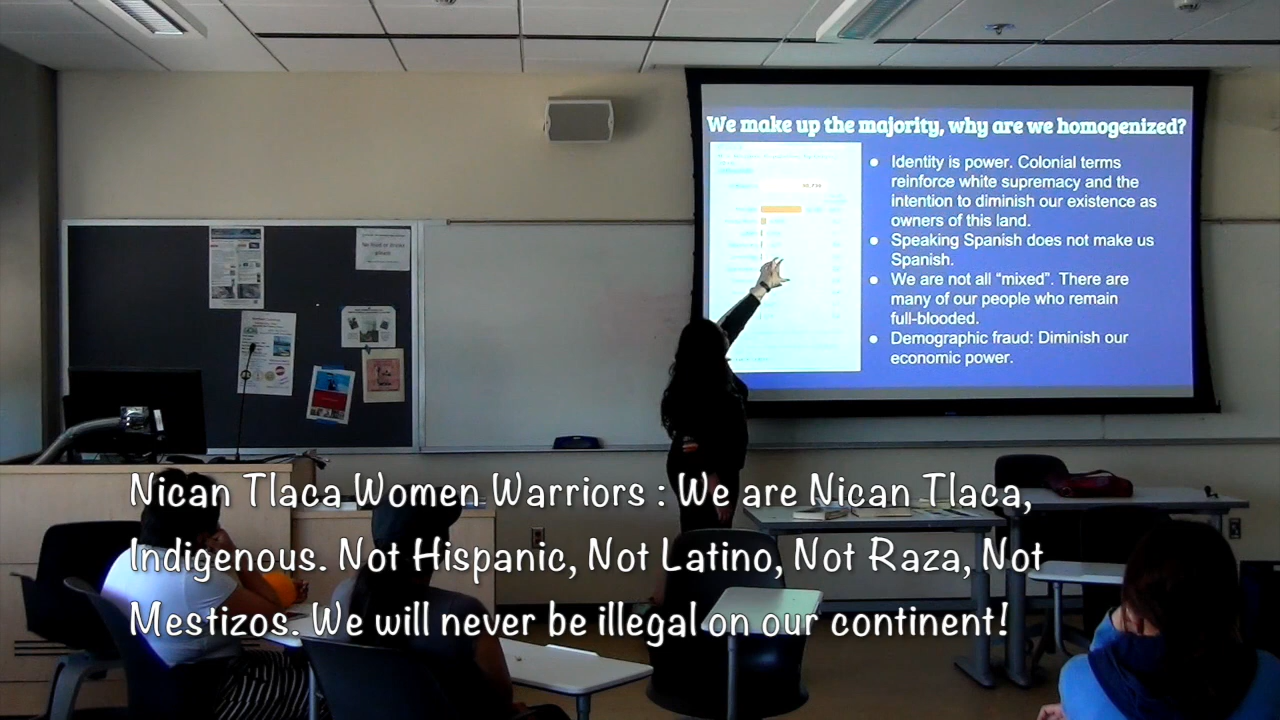 We make up the majority, why are we homogenized?
● Identity is power. Colonial terms
reinforce white supremacy and the
intention to diminish our existence as
owners of this land.
● Speaking Spanish does not make us
Spanish.
● We are not all “mixed”. There are
many of our people who remain
full-blooded.
● Demographic fraud: Diminish our
economic power.
Nican Tlaca Women Warriors : We are Nican Tlaca,
Indigenous. Not Hispanic, Not Latino, Not Raza, Not
Mestizos. We will never be illegal on our continent!